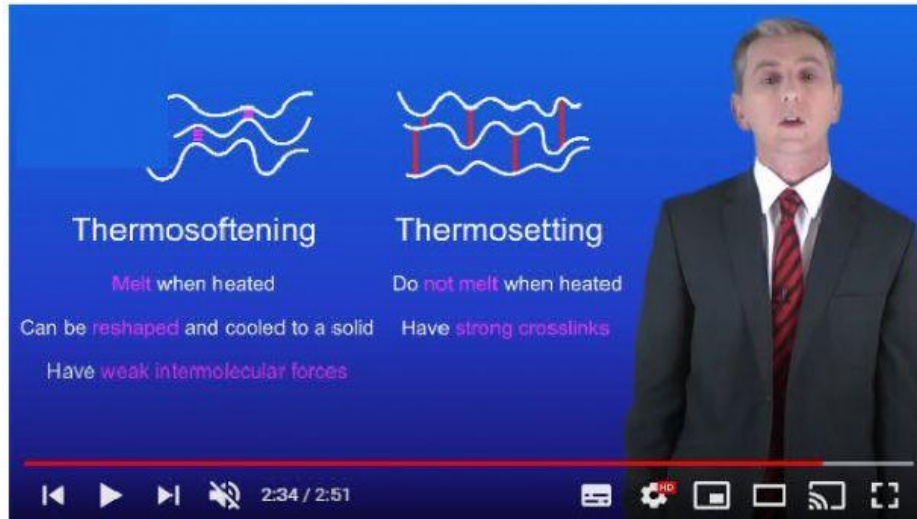 Thermosoftening
Melt when heated
Can be reshaped and cooled to a solid
Have weak intermolecular forces
Thermosetting
Do not melt when heated
Have strong crosslinks
2:34 / 2:51
HD